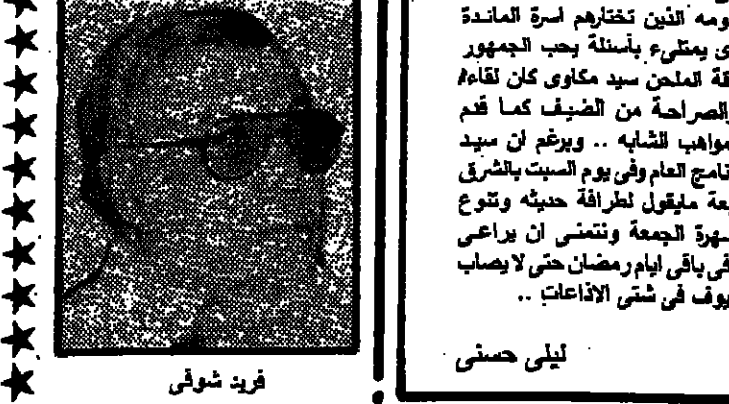 ومه الذين تختارهم اسرة المائدة
ى يمتلىء بأسئلة يحب الجمهور
قة الملحن سيد مكاوى كان لقاءا
الصراحة من الضيف كما قدم
مواهب الشابه .. وبرغم ان سيد
نامج العام وفى يوم السبت بالشرق
عة مايقول لطرافة حديثه وتنوع
سهرة الجمعة ونتمنى ان يراعى
فى باقى ايام رمضان حتى لا يصاب
يوف فى شتى الاذاعات ..
ليلى حسنى
فريد شوقى